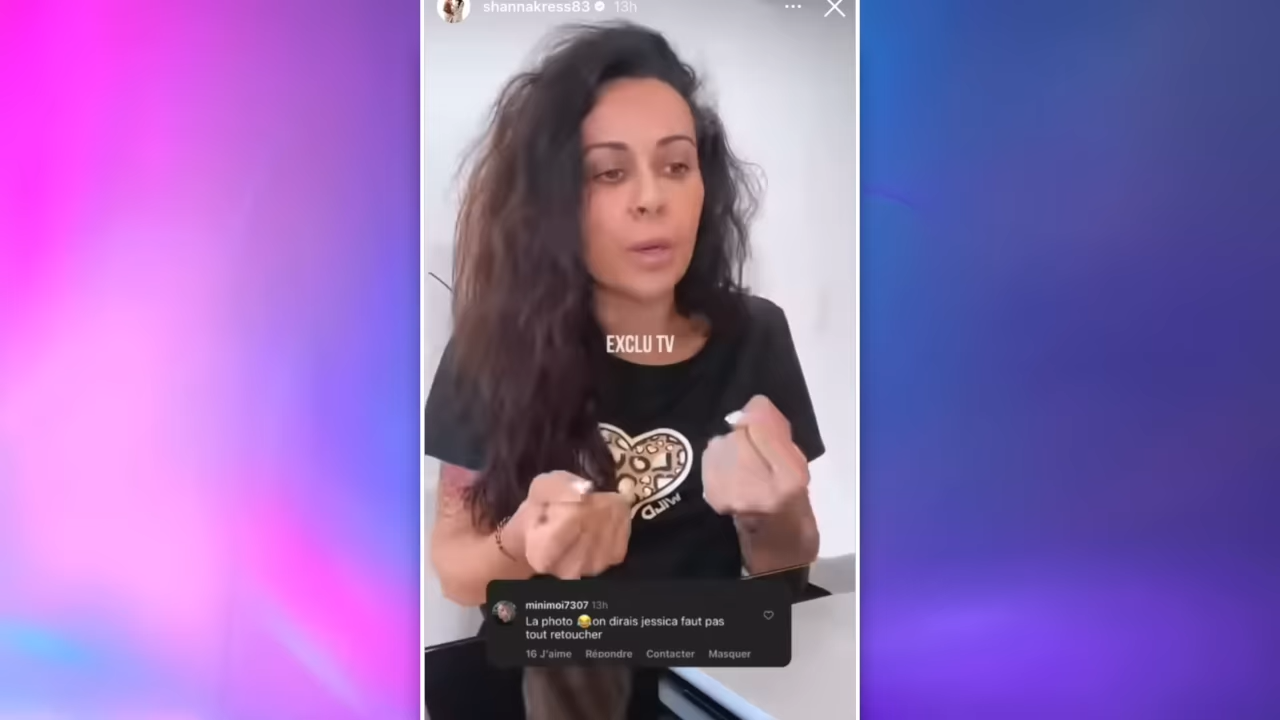 shannakress83 13h
EXCLU TV
WILD
minimoi7307 13h
La photo 😂on dirais jessica faut pas
tout retoucher
16 J'aime Répondre Contacter Masquer